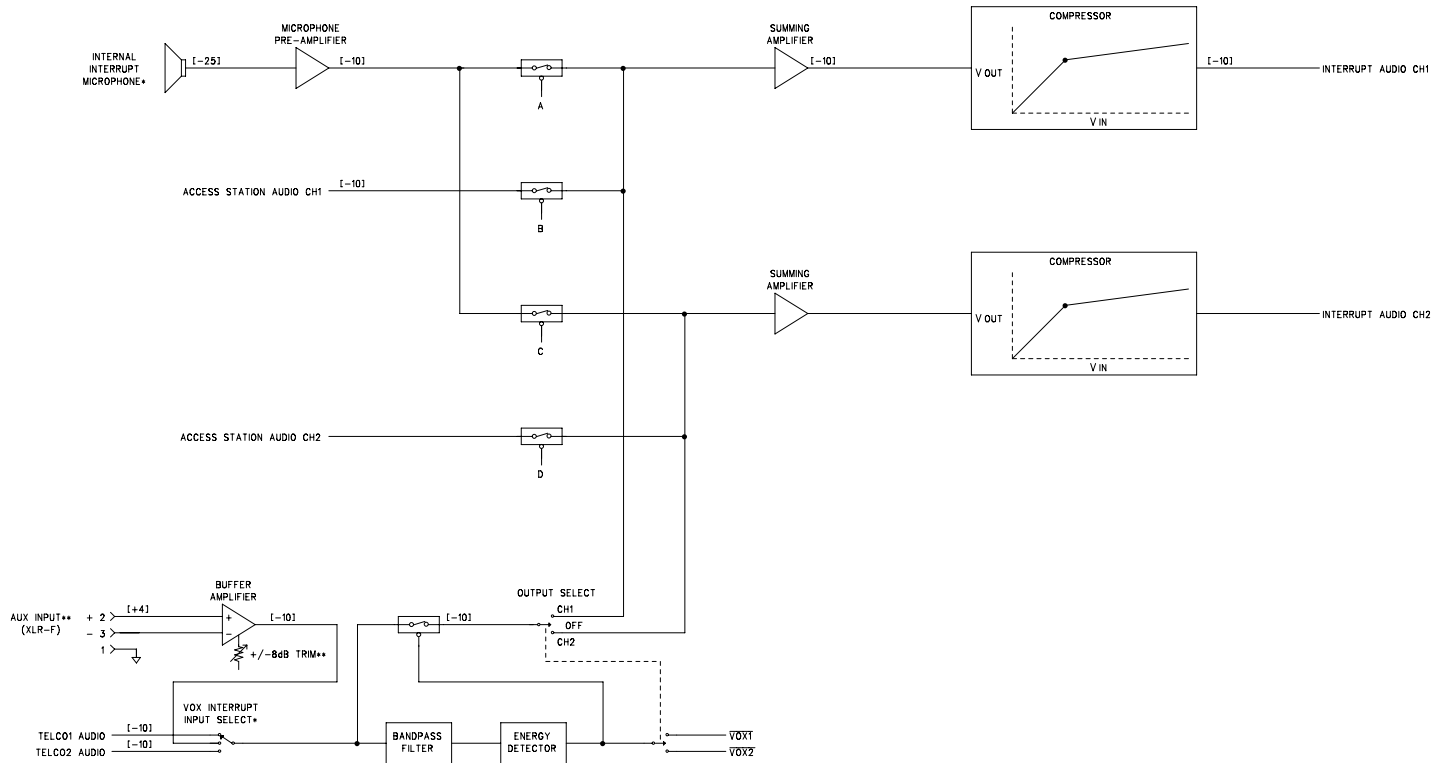 COMPRESSOR
MICROPHONE
PRE-AMPLIFIER
SUMMING
AMPLIFIER
INTERNAL
INTERRUPT
MICROPHONE*
[-25]
[-10]
[-10]
[-10]
INTERRUPT AUDIO CH1
V OUT
V IN
A
ACCESS STATION AUDIO CH1
[-10]
B
SUMMING
AMPLIFIER
COMPRESSOR
V OUT
V IN
INTERRUPT AUDIO CH2
C
ACCESS STATION AUDIO CH2
D
BUFFER
AMPLIFIER
OUTPUT SELECT
AUX INPUT**
(XLR-F)
+ 2
- 3
1
[+4]
+
-
[-10]
+/-8dB TRIM**
[-10]
CH1
OFF
CH2
VOX INTERRUPT
INPUT SELECT*
TELCO1 AUDIO
[-10]
TELCO2 AUDIO
[-10]
BANDPASS
FILTER
ENERGY
DETECTOR
VOX1
VOX2